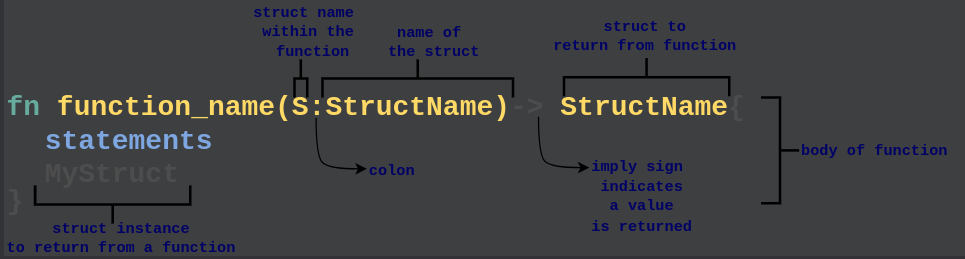 struct name
within the
function
name of
the struct
struct to
return from function
fn function_name(S:StructName)-> StructName{
statements
MyStruct
}
colon
imply sign
indicates
a value
is returned
body of function
struct instance
to return from a function